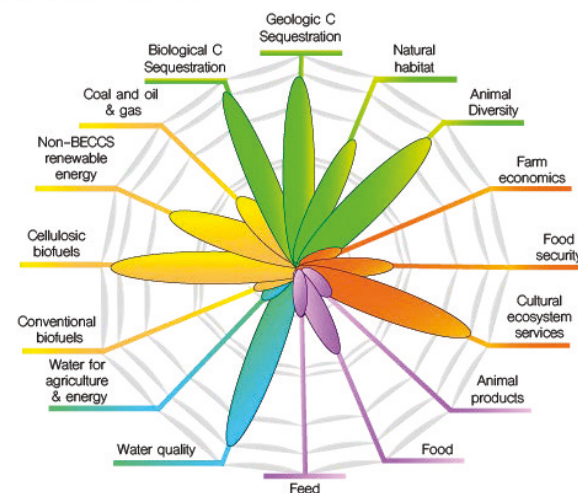 Geologic C
Sequestration
Biological C
Sequestration
Natural
habitat
Coal and oil
& gas
Animal
Diversity
Non-BECCS
renewable
energy
Farm
economics
Cellulosic
biofuels
Food
security
Conventional
biofuels
Cultural
ecosystem
services
Water for
agriculture
& energy
Animal
products
Water quality
Food
Feed